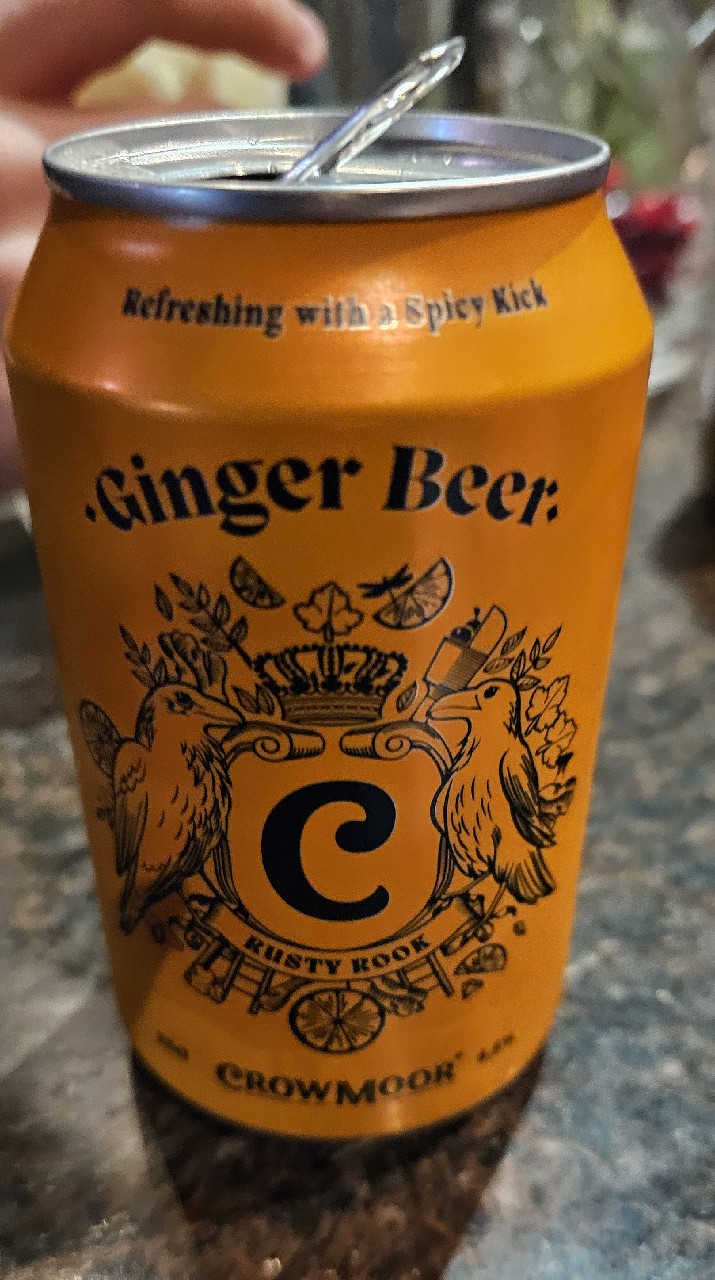 Refreshing with a Spicy Kick
·Ginger Beer·
C
RUSTY ROOK
CROWMOOR